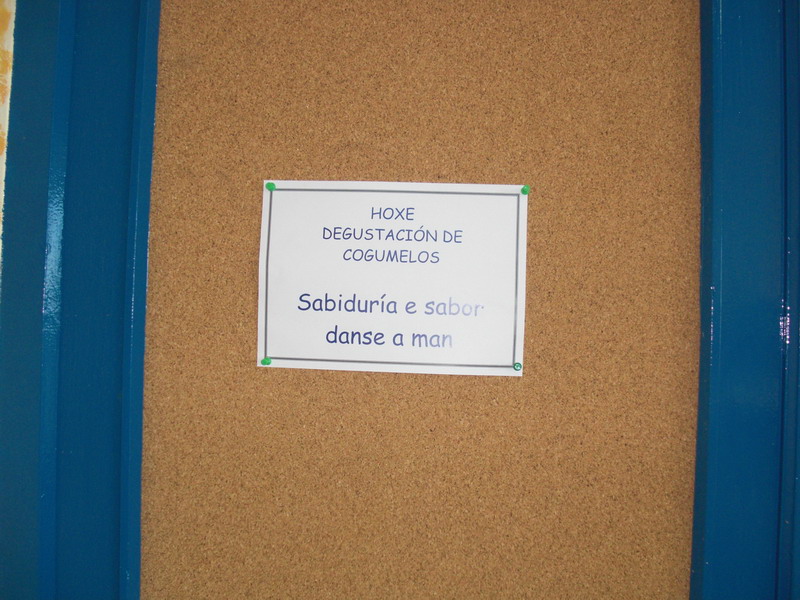 HOXE
DEGUSTACIÓN DE
COGUMELOS
Sabiduría e sabor
danse a man